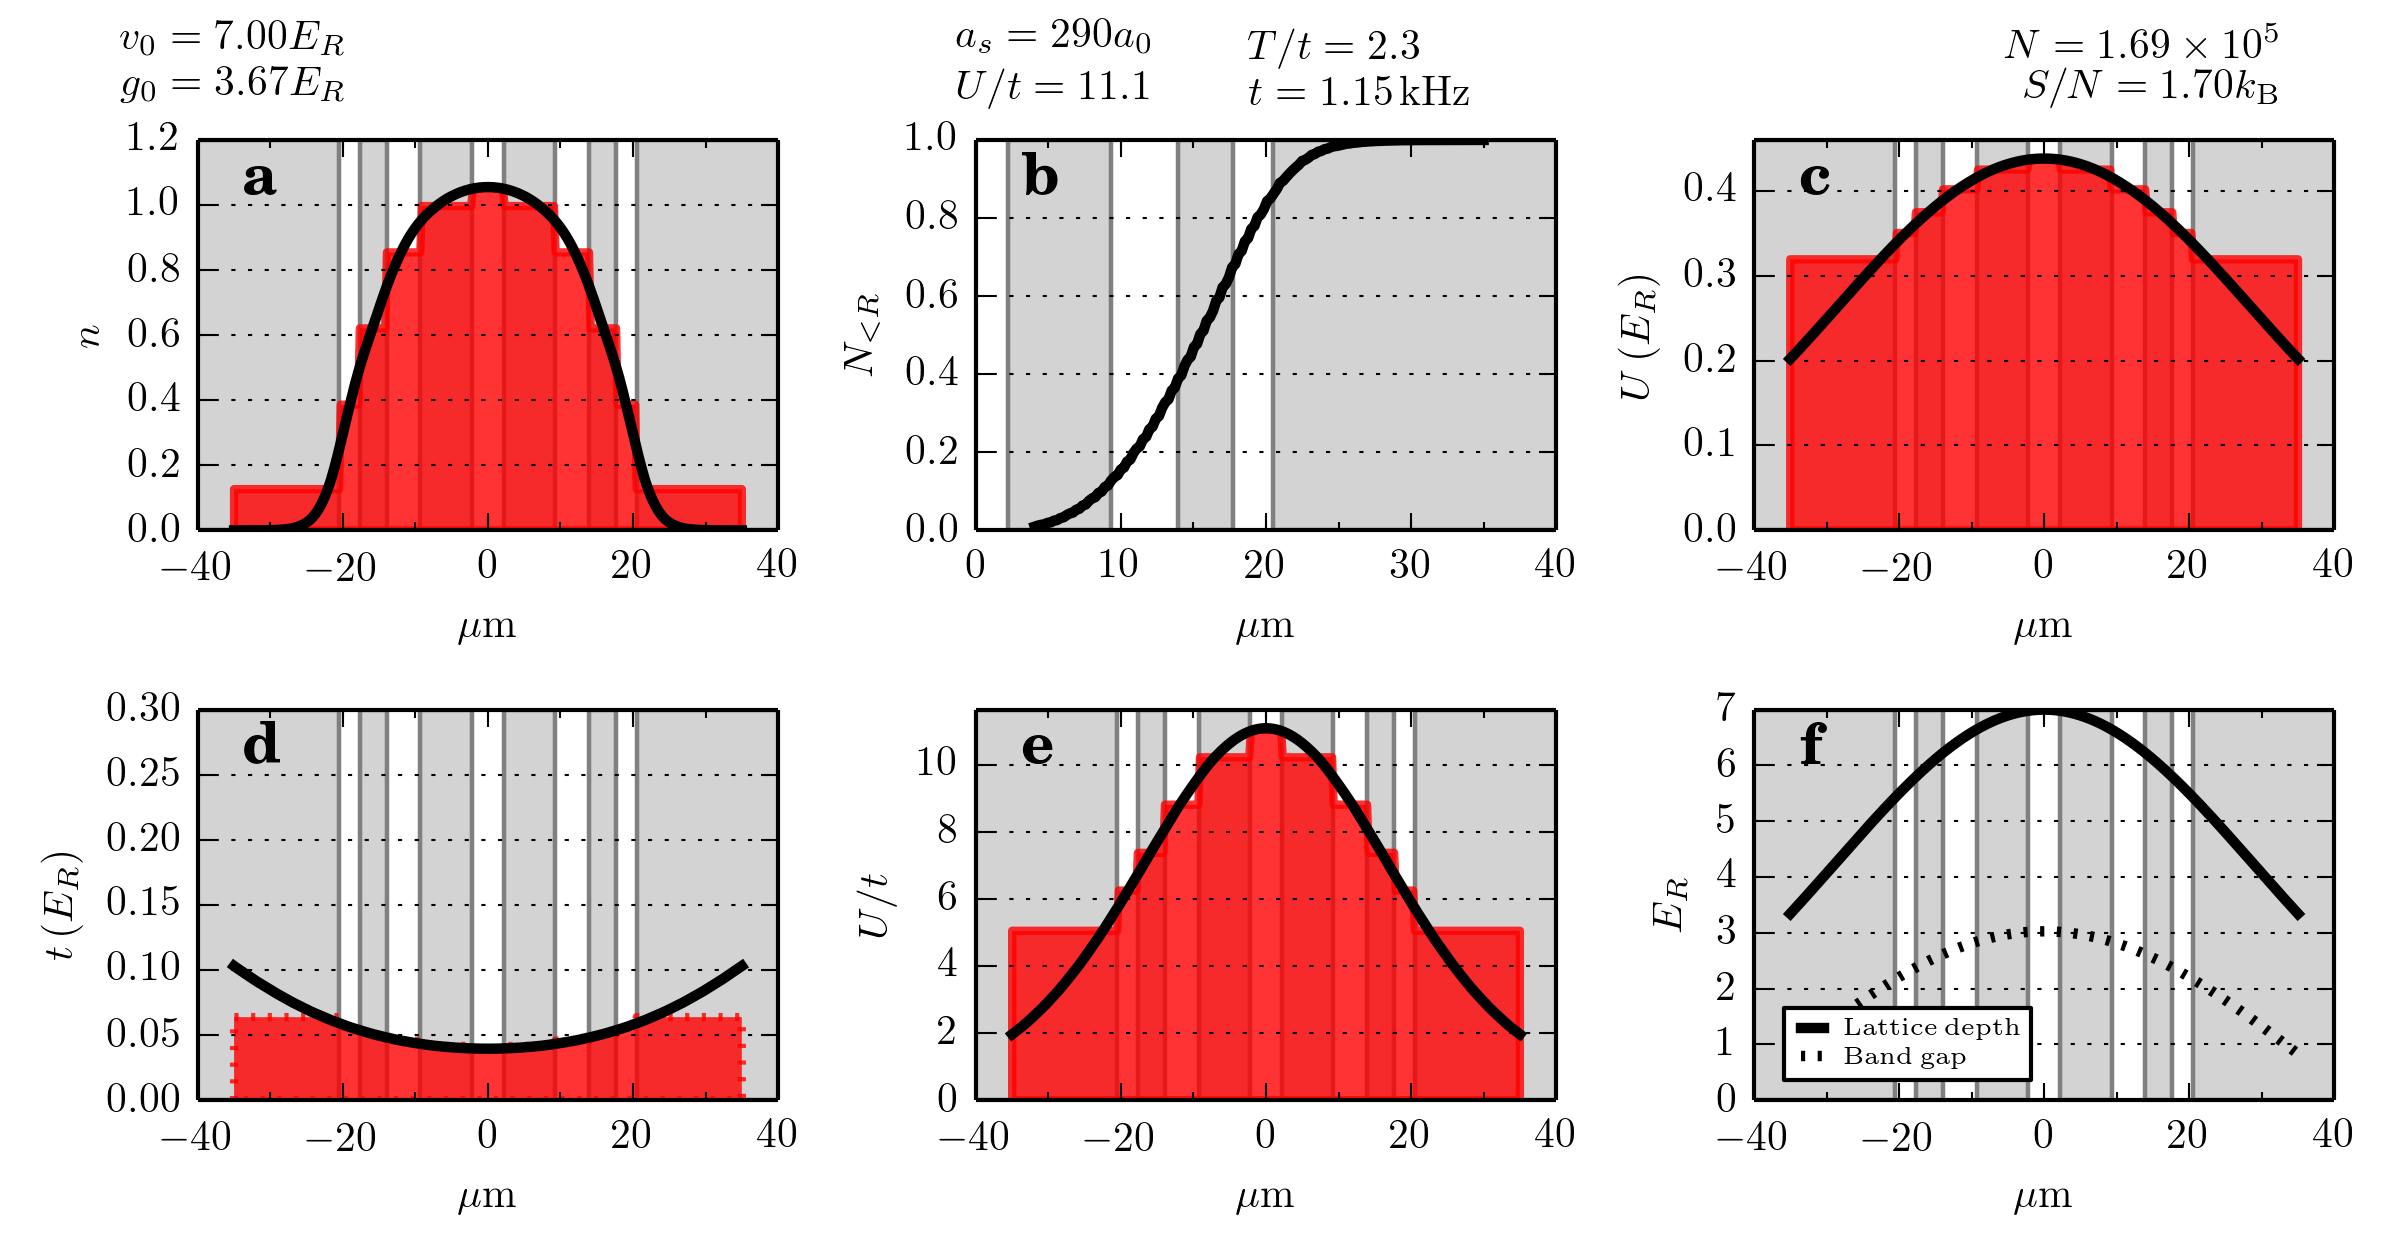 v₀ = 7.00E_R
g₀ = 3.67E_R
a_s = 290a₀
U/t = 11.1
T/t = 2.3
t = 1.15 kHz
N = 1.69 × 10⁵
S/N = 1.70k_B
a
n
1.2
1.0
0.8
0.6
0.4
0.2
0.0
−40 −20 0 20 40
μm
b
N_{<R}
1.0
0.8
0.6
0.4
0.2
0.0
0 10 20 30 40
μm
c
U (E_R)
0.4
0.3
0.2
0.1
0.0
−40 −20 0 20 40
μm
d
t (E_R)
0.30
0.25
0.20
0.15
0.10
0.05
0.00
−40 −20 0 20 40
μm
e
U/t
10
8
6
4
2
0
−40 −20 0 20 40
μm
f
E_R
7
6
5
4
3
2
1
0
Lattice depth
Band gap
−40 −20 0 20 40
μm